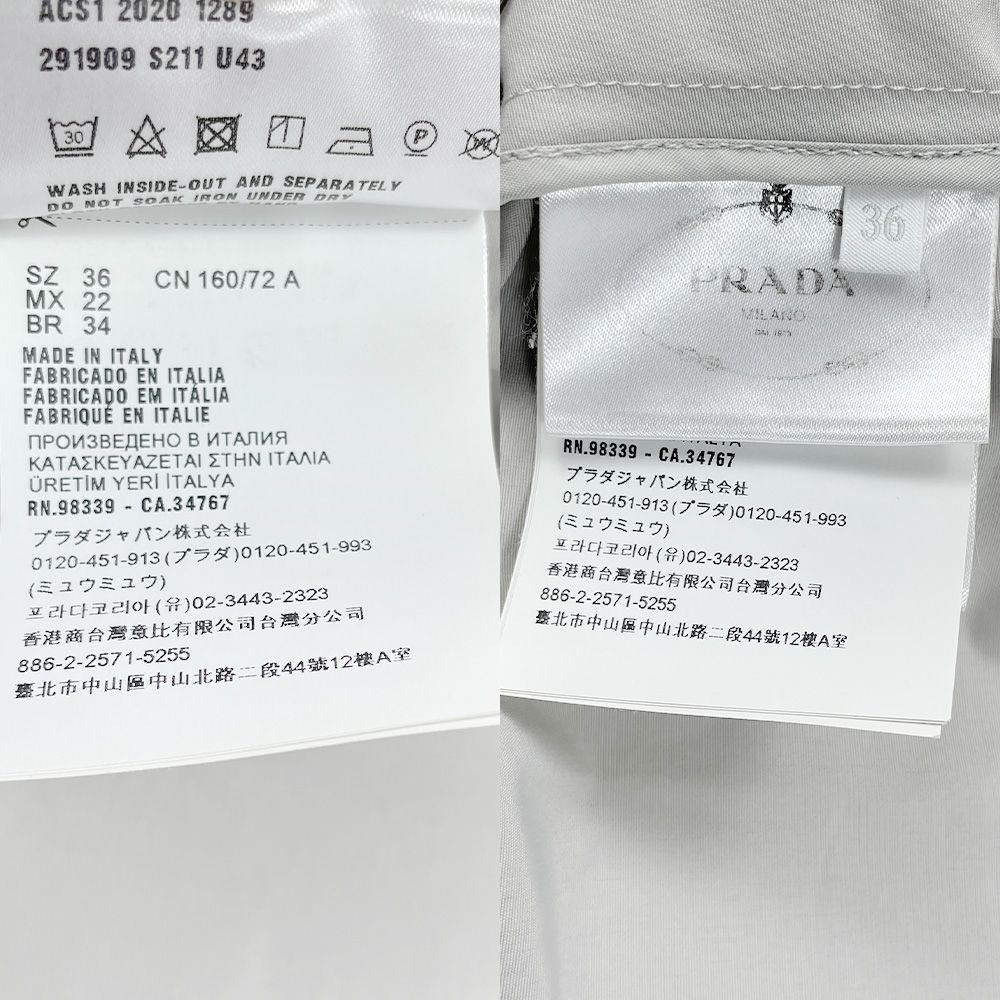 ACS1 2020 1289
291909 S211 U43
30
P
WASH INSIDE-OUT AND SEPARATELY
DO NOT SOAK IRON UNDER DRY
SZ 36 CN 160/72 A
MX 22
BR 34
MADE IN ITALY
FABRICADO EN ITALIA
FABRICADO EM ITÁLIA
FABRIQUÉ EN ITALIE
ПРОИЗВЕДЕНО В ИТАЛИЯ
ΚΑΤΑΣΚΕΥΑΖΕΤΑΙ ΣΤΗΝ ΙΤΑΛΙΑ
ÜRETİM YERİ İTALYA
RN.98339 - CA.34767
プラダジャパン株式会社
0120-451-913(プラダ)0120-451-993
(ミュウミュウ)
프라다코리아(유)02-3443-2323
香港商台灣意比有限公司台灣分公司
886-2-2571-5255
臺北市中山區中山北路二段44號12樓A室
36
PRADA
MILANO
DAL 1913
RN.98339 - CA.34767
プラダジャパン株式会社
0120-451-913(プラダ)0120-451-993
(ミュウミュウ)
프라다코리아(유)02-3443-2323
香港商台灣意比有限公司台灣分公司
886-2-2571-5255
臺北市中山區中山北路二段44號12樓A室